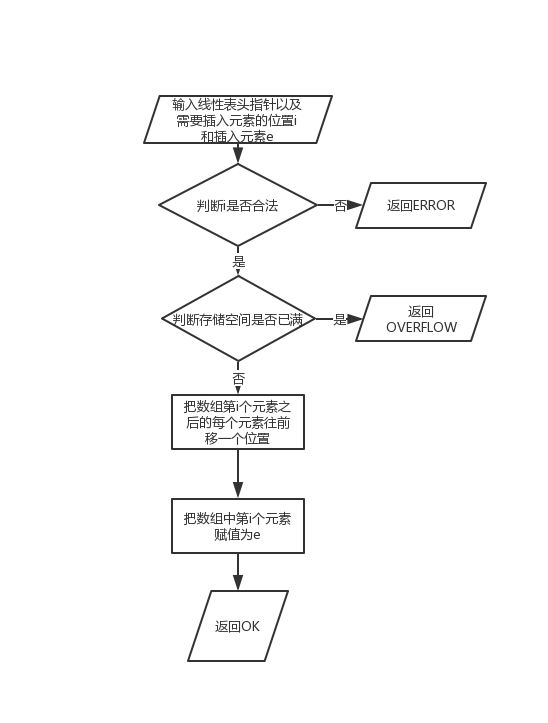 输入线性表头指针以及
需要插入元素的位置i
和插入元素e
判断i是否合法
否
返回ERROR
是
判断存储空间是否已满
是
返回
OVERFLOW
否
把数组第i个元素之
后的每个元素往前
移一个位置
把数组中第i个元素
赋值为e
返回OK